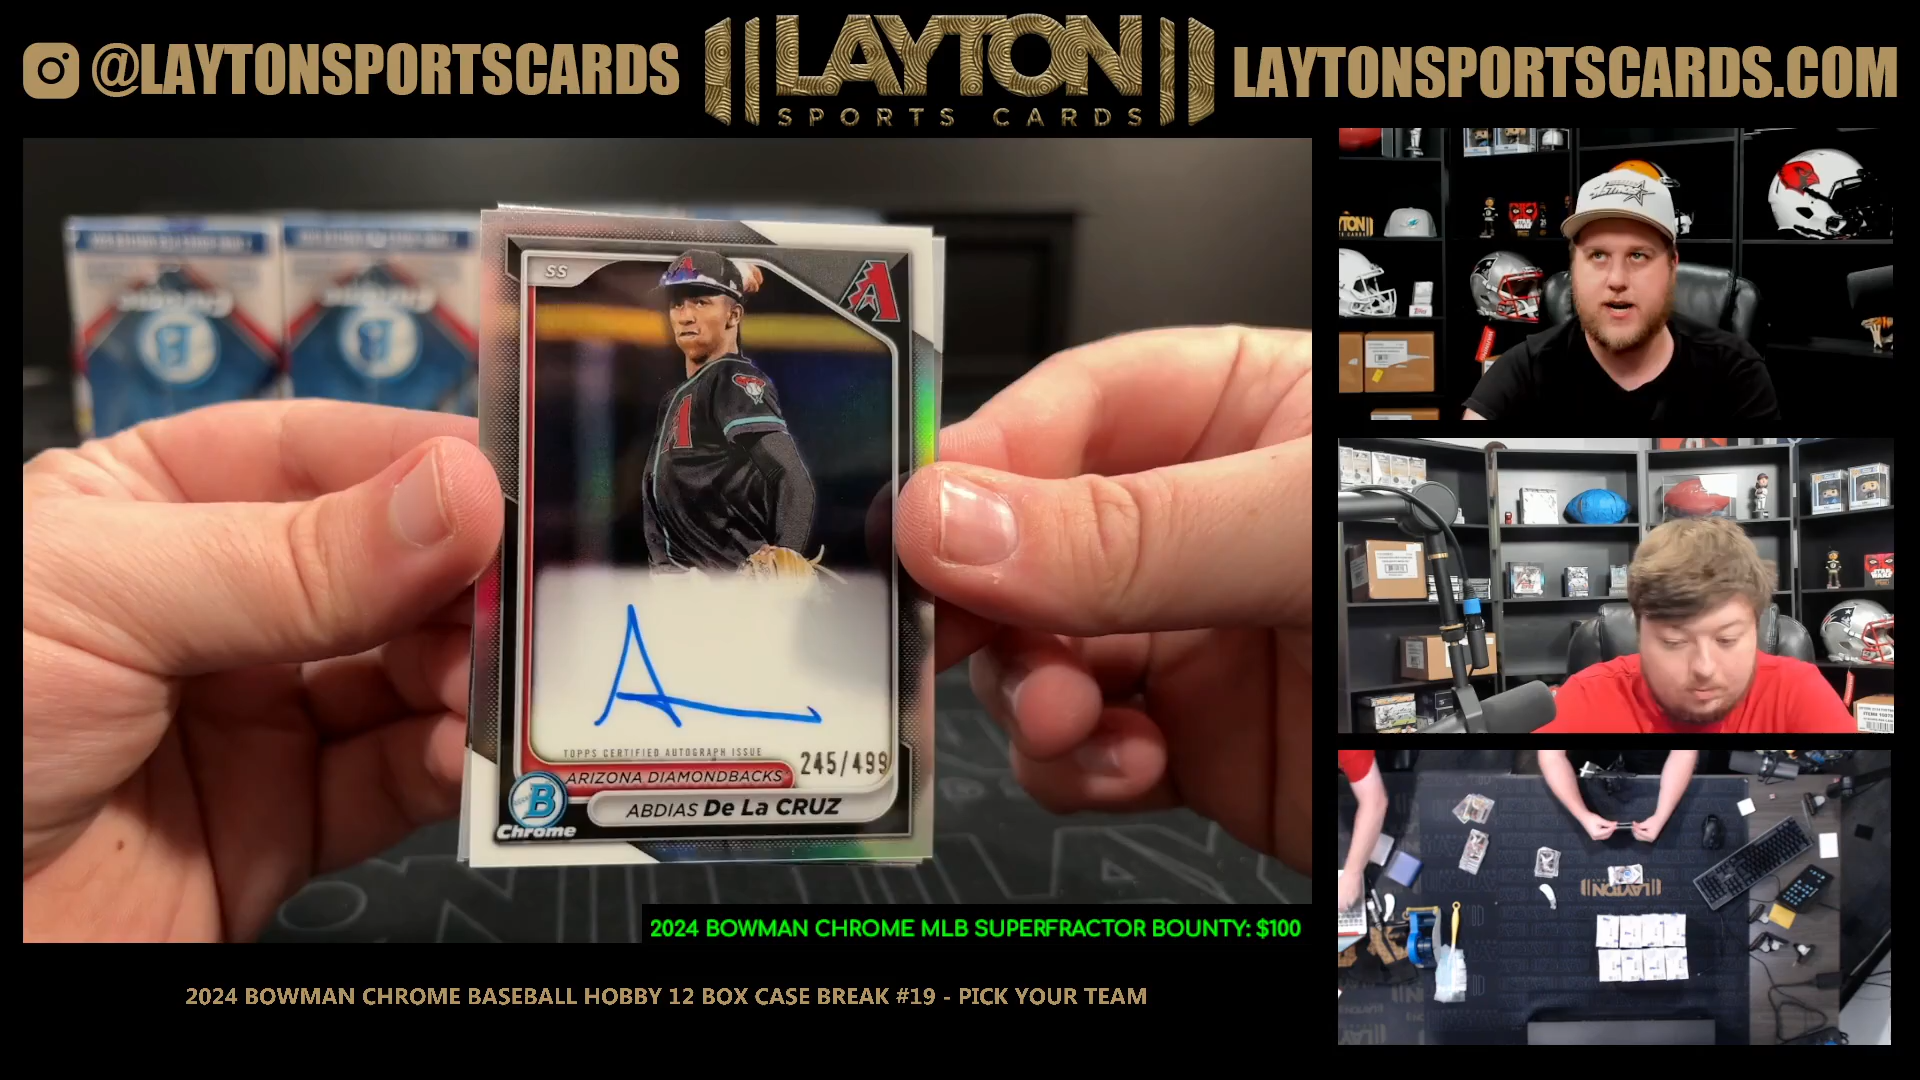 @LAYTONSPORTSCARDS
LAYTON
SPORTS CARDS
LAYTONSPORTSCARDS.COM
SS
A
TOPPS CERTIFIED AUTOGRAPH ISSUE
245/499
ARIZONA DIAMONDBACKS
ABDIAS De La CRUZ
B
Chrome
2024 BOWMAN CHROME MLB SUPERFRACTOR BOUNTY: $100
2024 BOWMAN CHROME BASEBALL HOBBY 12 BOX CASE BREAK #19 - PICK YOUR TEAM
LAYTON